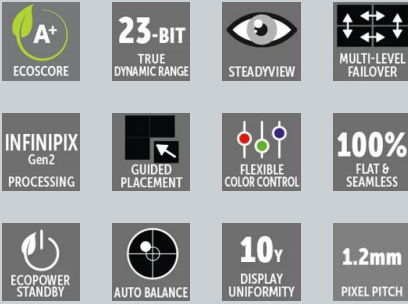 A+
ECOSCORE
23-BIT
TRUE
DYNAMIC RANGE
STEADYVIEW
MULTI-LEVEL
FAILOVER
INFINIPIX
Gen2
PROCESSING
GUIDED
PLACEMENT
FLEXIBLE
COLOR CONTROL
100%
FLAT &
SEAMLESS
ECOPOWER
STANDBY
AUTO BALANCE
10Y
DISPLAY
UNIFORMITY
1.2mm
PIXEL PITCH